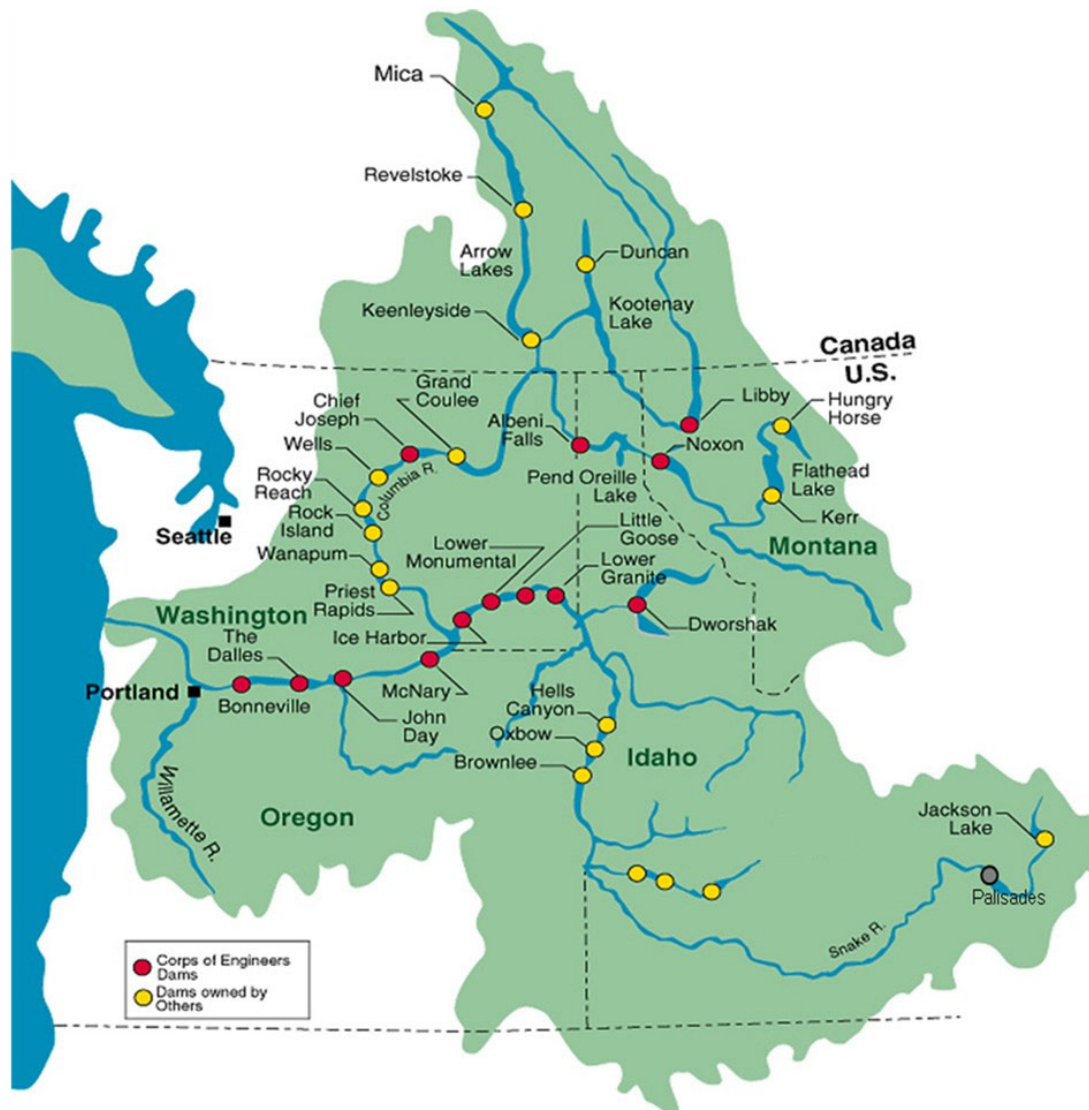 Mica
Revelstoke
Arrow
Lakes
Duncan
Keenleyside
Kootenay
Lake
Canada
U.S.
Grand
Coulee
Chief
Joseph
Wells
Rocky
Reach
Rock
Island
Wanapum
Priest
Rapids
Columbia R.
Albeni
Falls
Libby
Hungry
Horse
Noxon
Pend Oreille
Lake
Flathead
Lake
Kerr
Seattle
Montana
Little
Goose
Lower
Monumental
Lower
Granite
Washington
Ice Harbor
Dworshak
The
Dalles
Portland
Bonneville
McNary
John
Day
Hells
Canyon
Oxbow
Brownlee
Idaho
Willamette R.
Oregon
Jackson
Lake
Palisades
Snake R.
Corps of Engineers
Dams
Dams owned by
Others